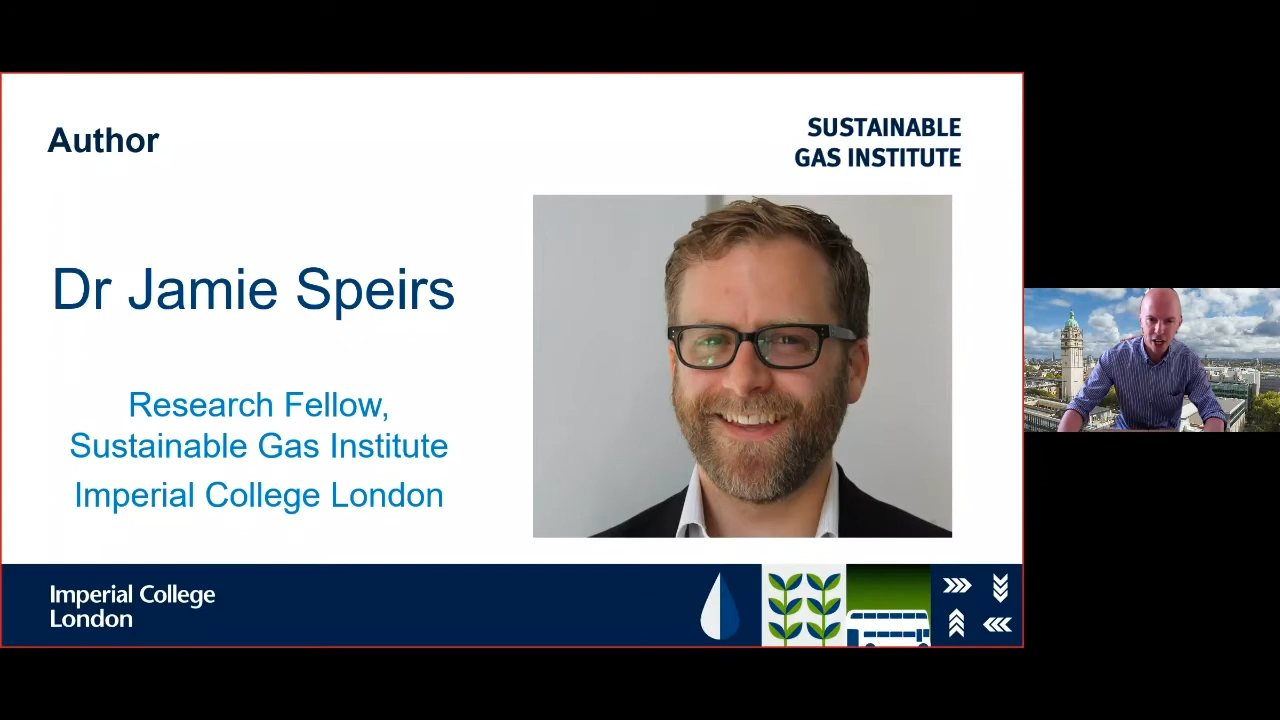 Author
SUSTAINABLE
GAS INSTITUTE
Dr Jamie Speirs
Research Fellow,
Sustainable Gas Institute
Imperial College London
Imperial College
London